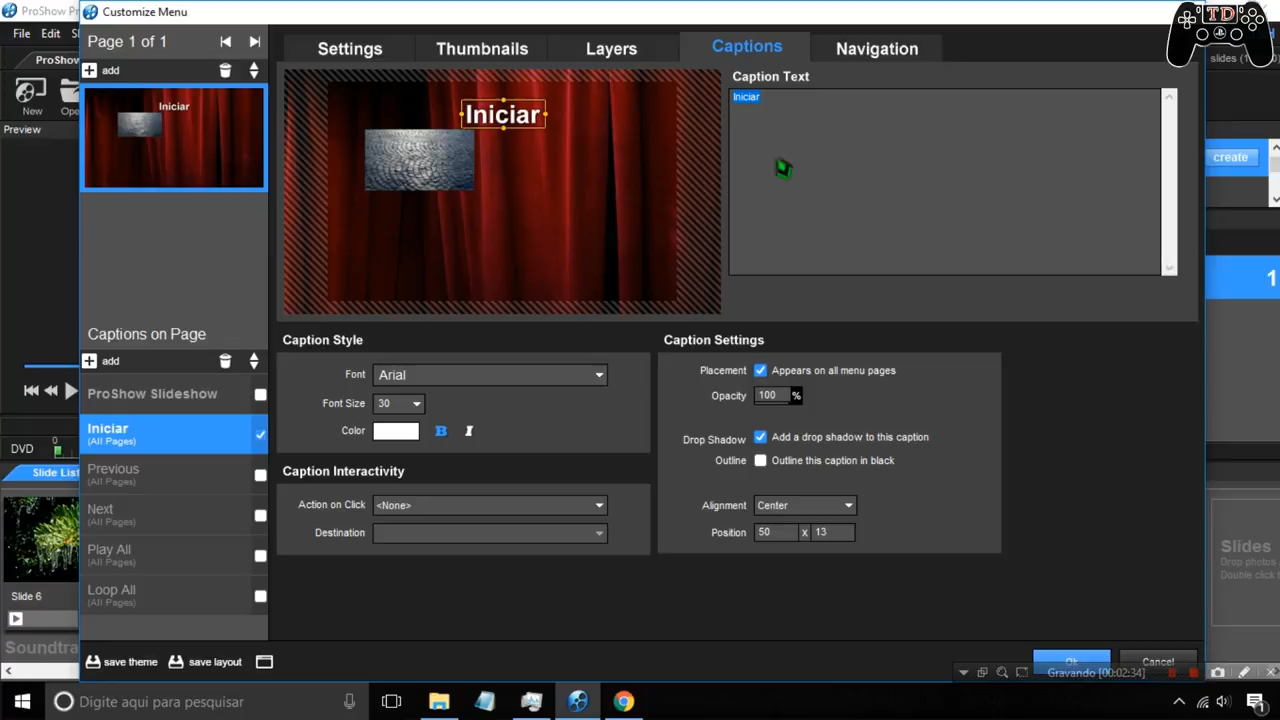 ProShow
Customize Menu
TD
File Edit
Page 1 of 1
Settings
Thumbnails
Layers
Captions
Navigation
slides
ProShow
add
Caption Text
New
Preview
Iniciar
Iniciar
Iniciar
create
1
Captions on Page
add
Caption Style
Caption Settings
Font
Arial
Placement
Appears on all menu pages
ProShow Slideshow
Font Size
30
Opacity
100
%
Iniciar
(All Pages)
Color
B
I
Drop Shadow
Add a drop shadow to this caption
DVD
0
Outline
Outline this caption in black
Slide List
Previous
(All Pages)
Caption Interactivity
Next
(All Pages)
Action on Click
<None>
Alignment
Center
Destination
Position
50
x
13
Play All
(All Pages)
Slides
Slide 6
Loop All
(All Pages)
Soundtra
save theme
save layout
Ok
Cancel
Gravando [00:02:34]
Digite aqui para pesquisar
1